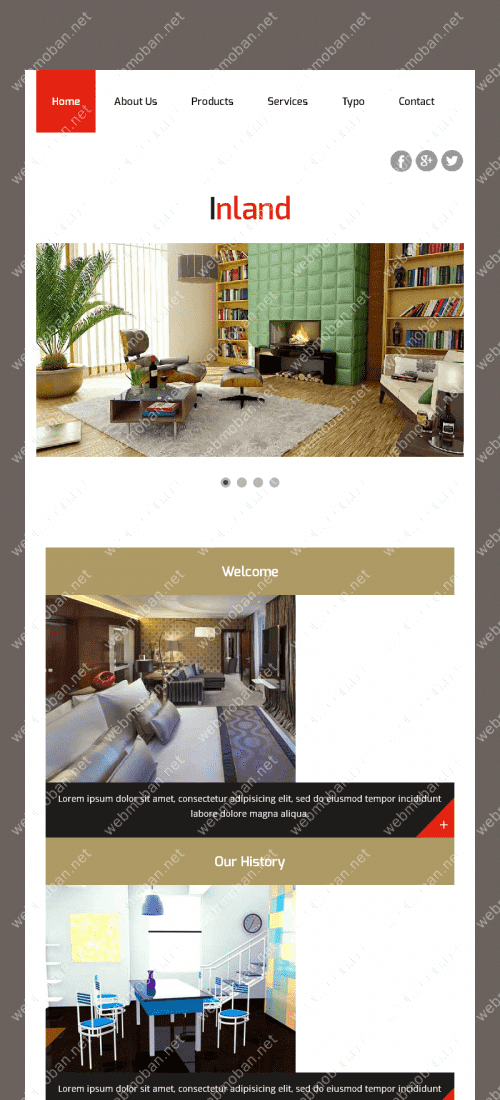 Home About Us Products Services Typo Contact
Inland
Welcome
Lorem ipsum dolor sit amet, consectetur adipisicing elit, sed do eiusmod tempor incididunt
labore dolore magna aliqua.
+
Our History
Lorem ipsum dolor sit amet, consectetur adipisicing elit, sed do eiusmod tempor incididunt
webmoban.net